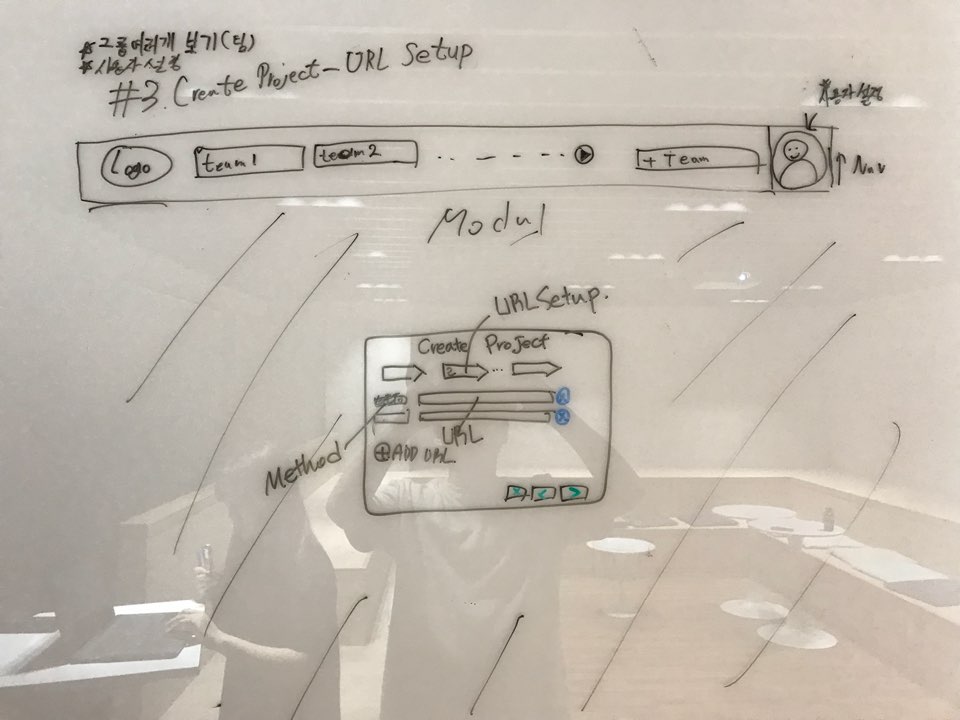 * 그룹 여러개 보기(팀)
* 사용자 설정
#3. Create Project - URL Setup
사용자 설정
Logo
team1
team2
+ Team
↑ Nav
Modul
URL Setup.
Create Project
2
...
X
X
URL
Method
⊕ ADD URL
X < >